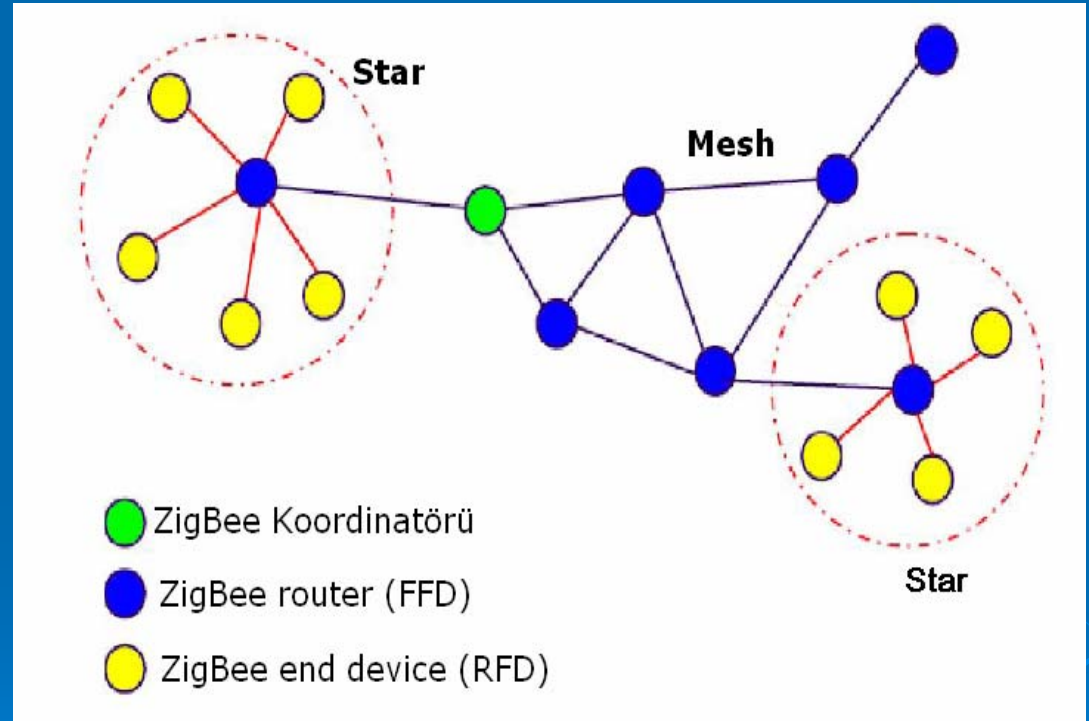 Star
Mesh
Star
ZigBee Koordinatörü
ZigBee router (FFD)
ZigBee end device (RFD)